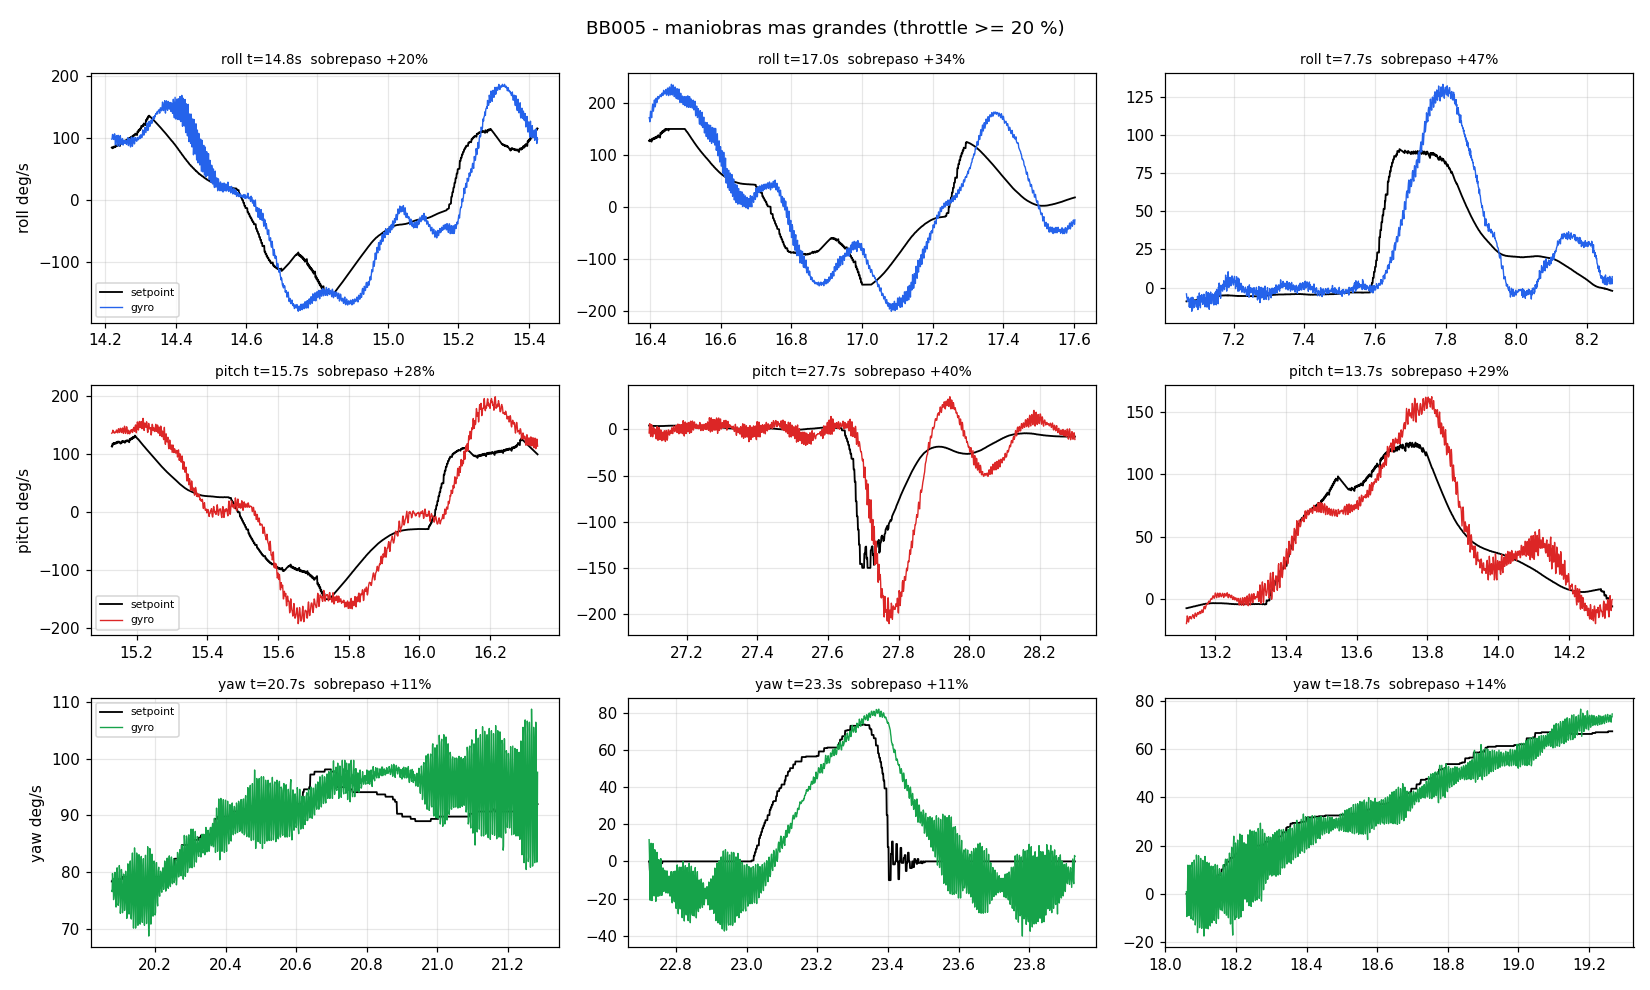 BB005 - maniobras mas grandes (throttle >= 20 %)
roll t=14.8s  sobrepaso +20%
roll deg/s
200
100
0
−100
setpoint
gyro
14.2 14.4 14.6 14.8 15.0 15.2 15.4
roll t=17.0s  sobrepaso +34%
200
100
0
−100
−200
16.4 16.6 16.8 17.0 17.2 17.4 17.6
roll t=7.7s  sobrepaso +47%
125
100
75
50
25
0
7.2 7.4 7.6 7.8 8.0 8.2
pitch t=15.7s  sobrepaso +28%
pitch deg/s
200
100
0
−100
−200
setpoint
gyro
15.2 15.4 15.6 15.8 16.0 16.2
pitch t=27.7s  sobrepaso +40%
0
−50
−100
−150
−200
27.2 27.4 27.6 27.8 28.0 28.2
pitch t=13.7s  sobrepaso +29%
150
100
50
0
13.2 13.4 13.6 13.8 14.0 14.2
yaw t=20.7s  sobrepaso +11%
yaw deg/s
110
100
90
80
70
setpoint
gyro
20.2 20.4 20.6 20.8 21.0 21.2
yaw t=23.3s  sobrepaso +11%
80
60
40
20
0
−20
−40
22.8 23.0 23.2 23.4 23.6 23.8
yaw t=18.7s  sobrepaso +14%
80
60
40
20
0
−20
18.0 18.2 18.4 18.6 18.8 19.0 19.2